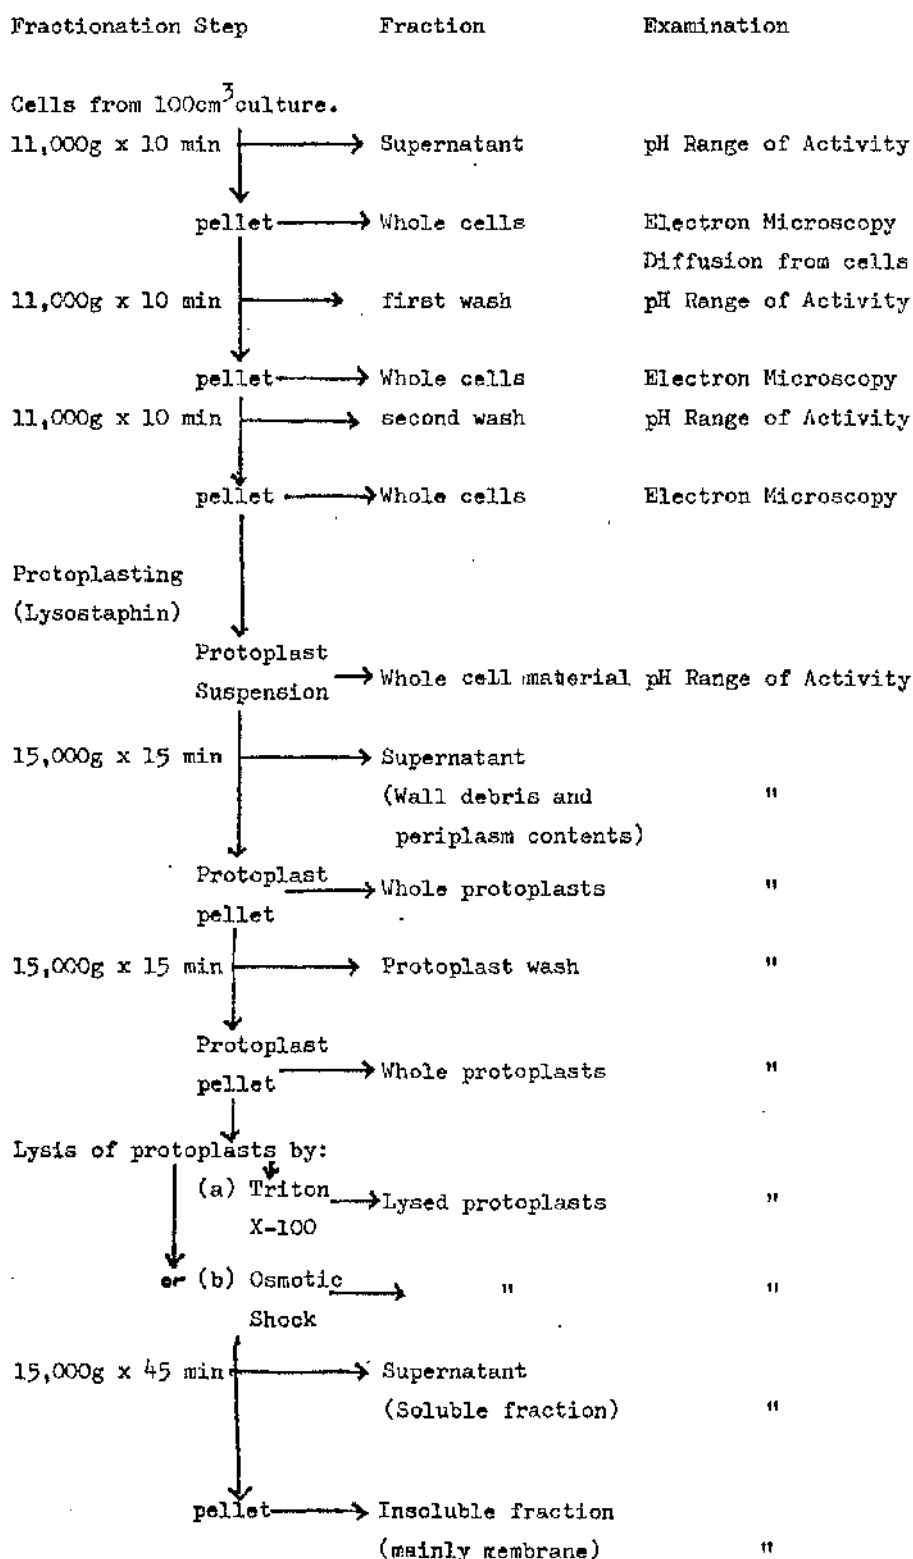 Fractionation Step Fraction Examination
Cells from 100cm³ culture.
11,000g x 10 min Supernatant pH Range of Activity
pellet Whole cells Electron Microscopy
Diffusion from cells
11,000g x 10 min first wash pH Range of Activity
pellet Whole cells Electron Microscopy
11,000g x 10 min second wash pH Range of Activity
pellet Whole cells Electron Microscopy
Protoplasting
(Lysostaphin)
Protoplast
Suspension Whole cell material pH Range of Activity
15,000g x 15 min Supernatant
(Wall debris and "
periplasm contents)
Protoplast
pellet Whole protoplasts "
15,000g x 15 min Protoplast wash "
Protoplast
pellet Whole protoplasts "
Lysis of protoplasts by:
(a) Triton
X-100 Lysed protoplasts "
or (b) Osmotic " "
Shock
15,000g x 45 min Supernatant
(Soluble fraction) "
pellet Insoluble fraction
(mainly membrane) "